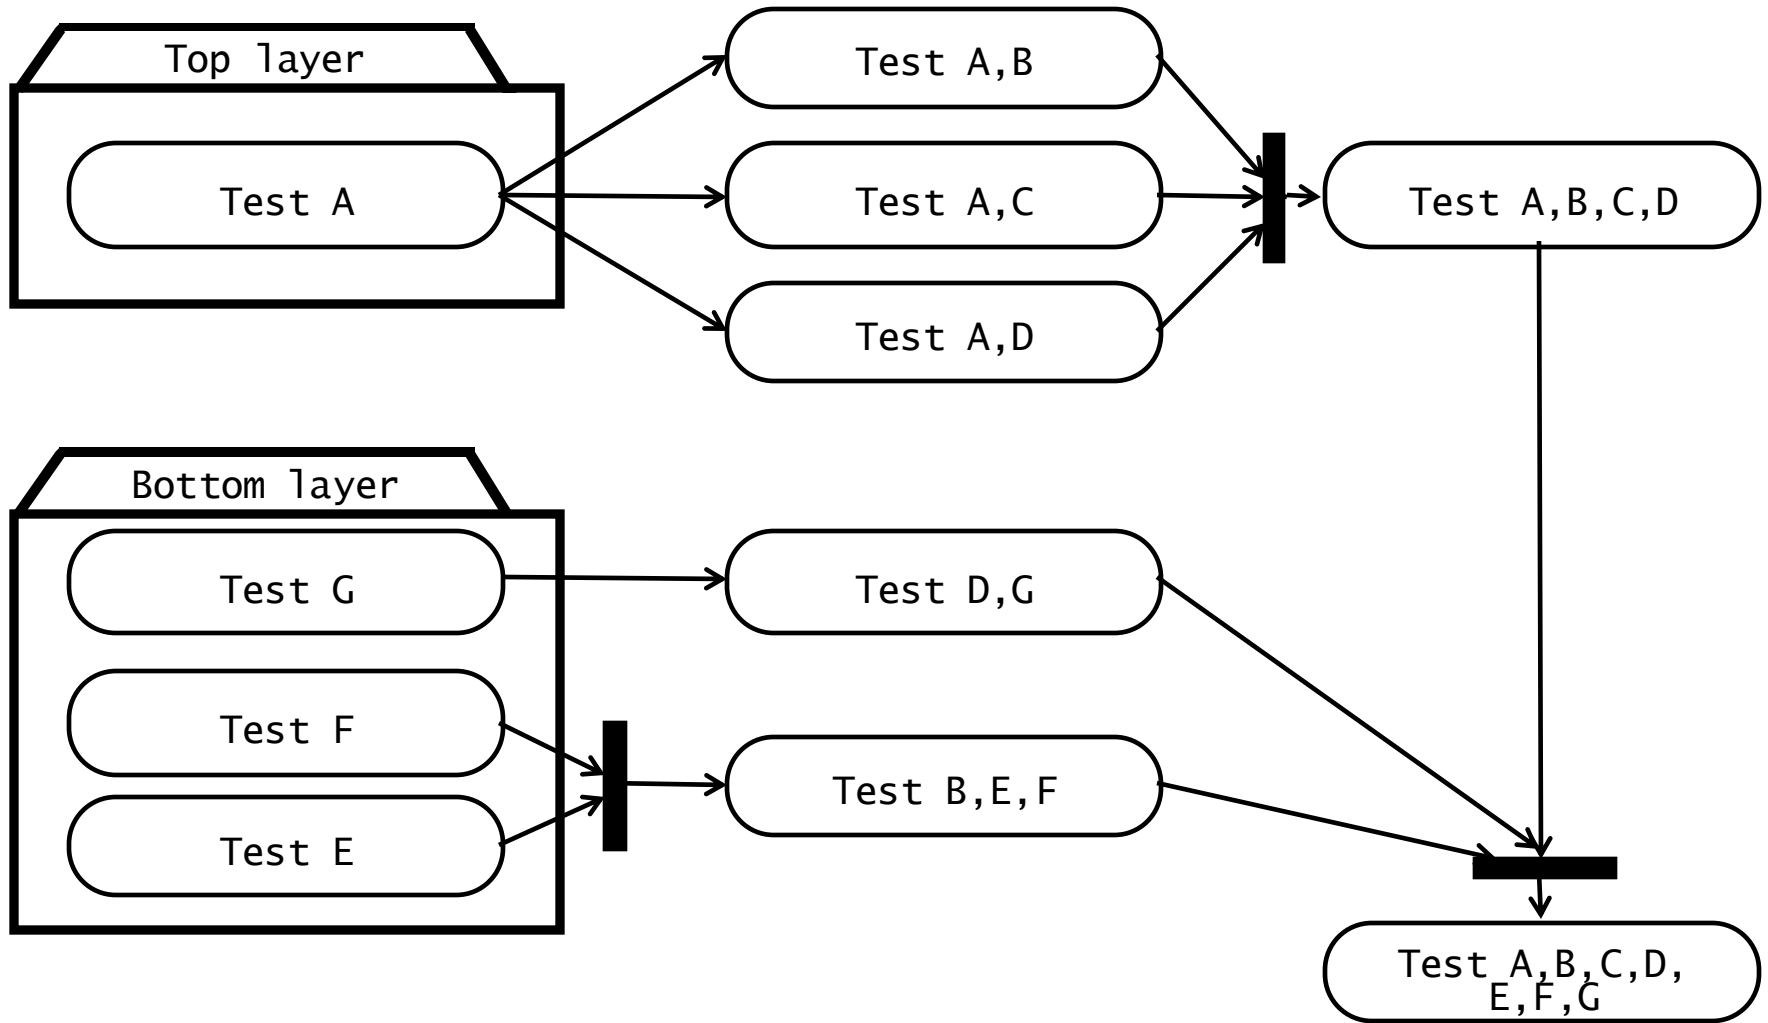 Top layer
Test A
Test A,B
Test A,C
Test A,D
Test A,B,C,D
Bottom layer
Test G
Test F
Test E
Test D,G
Test B,E,F
Test A,B,C,D,
E,F,G